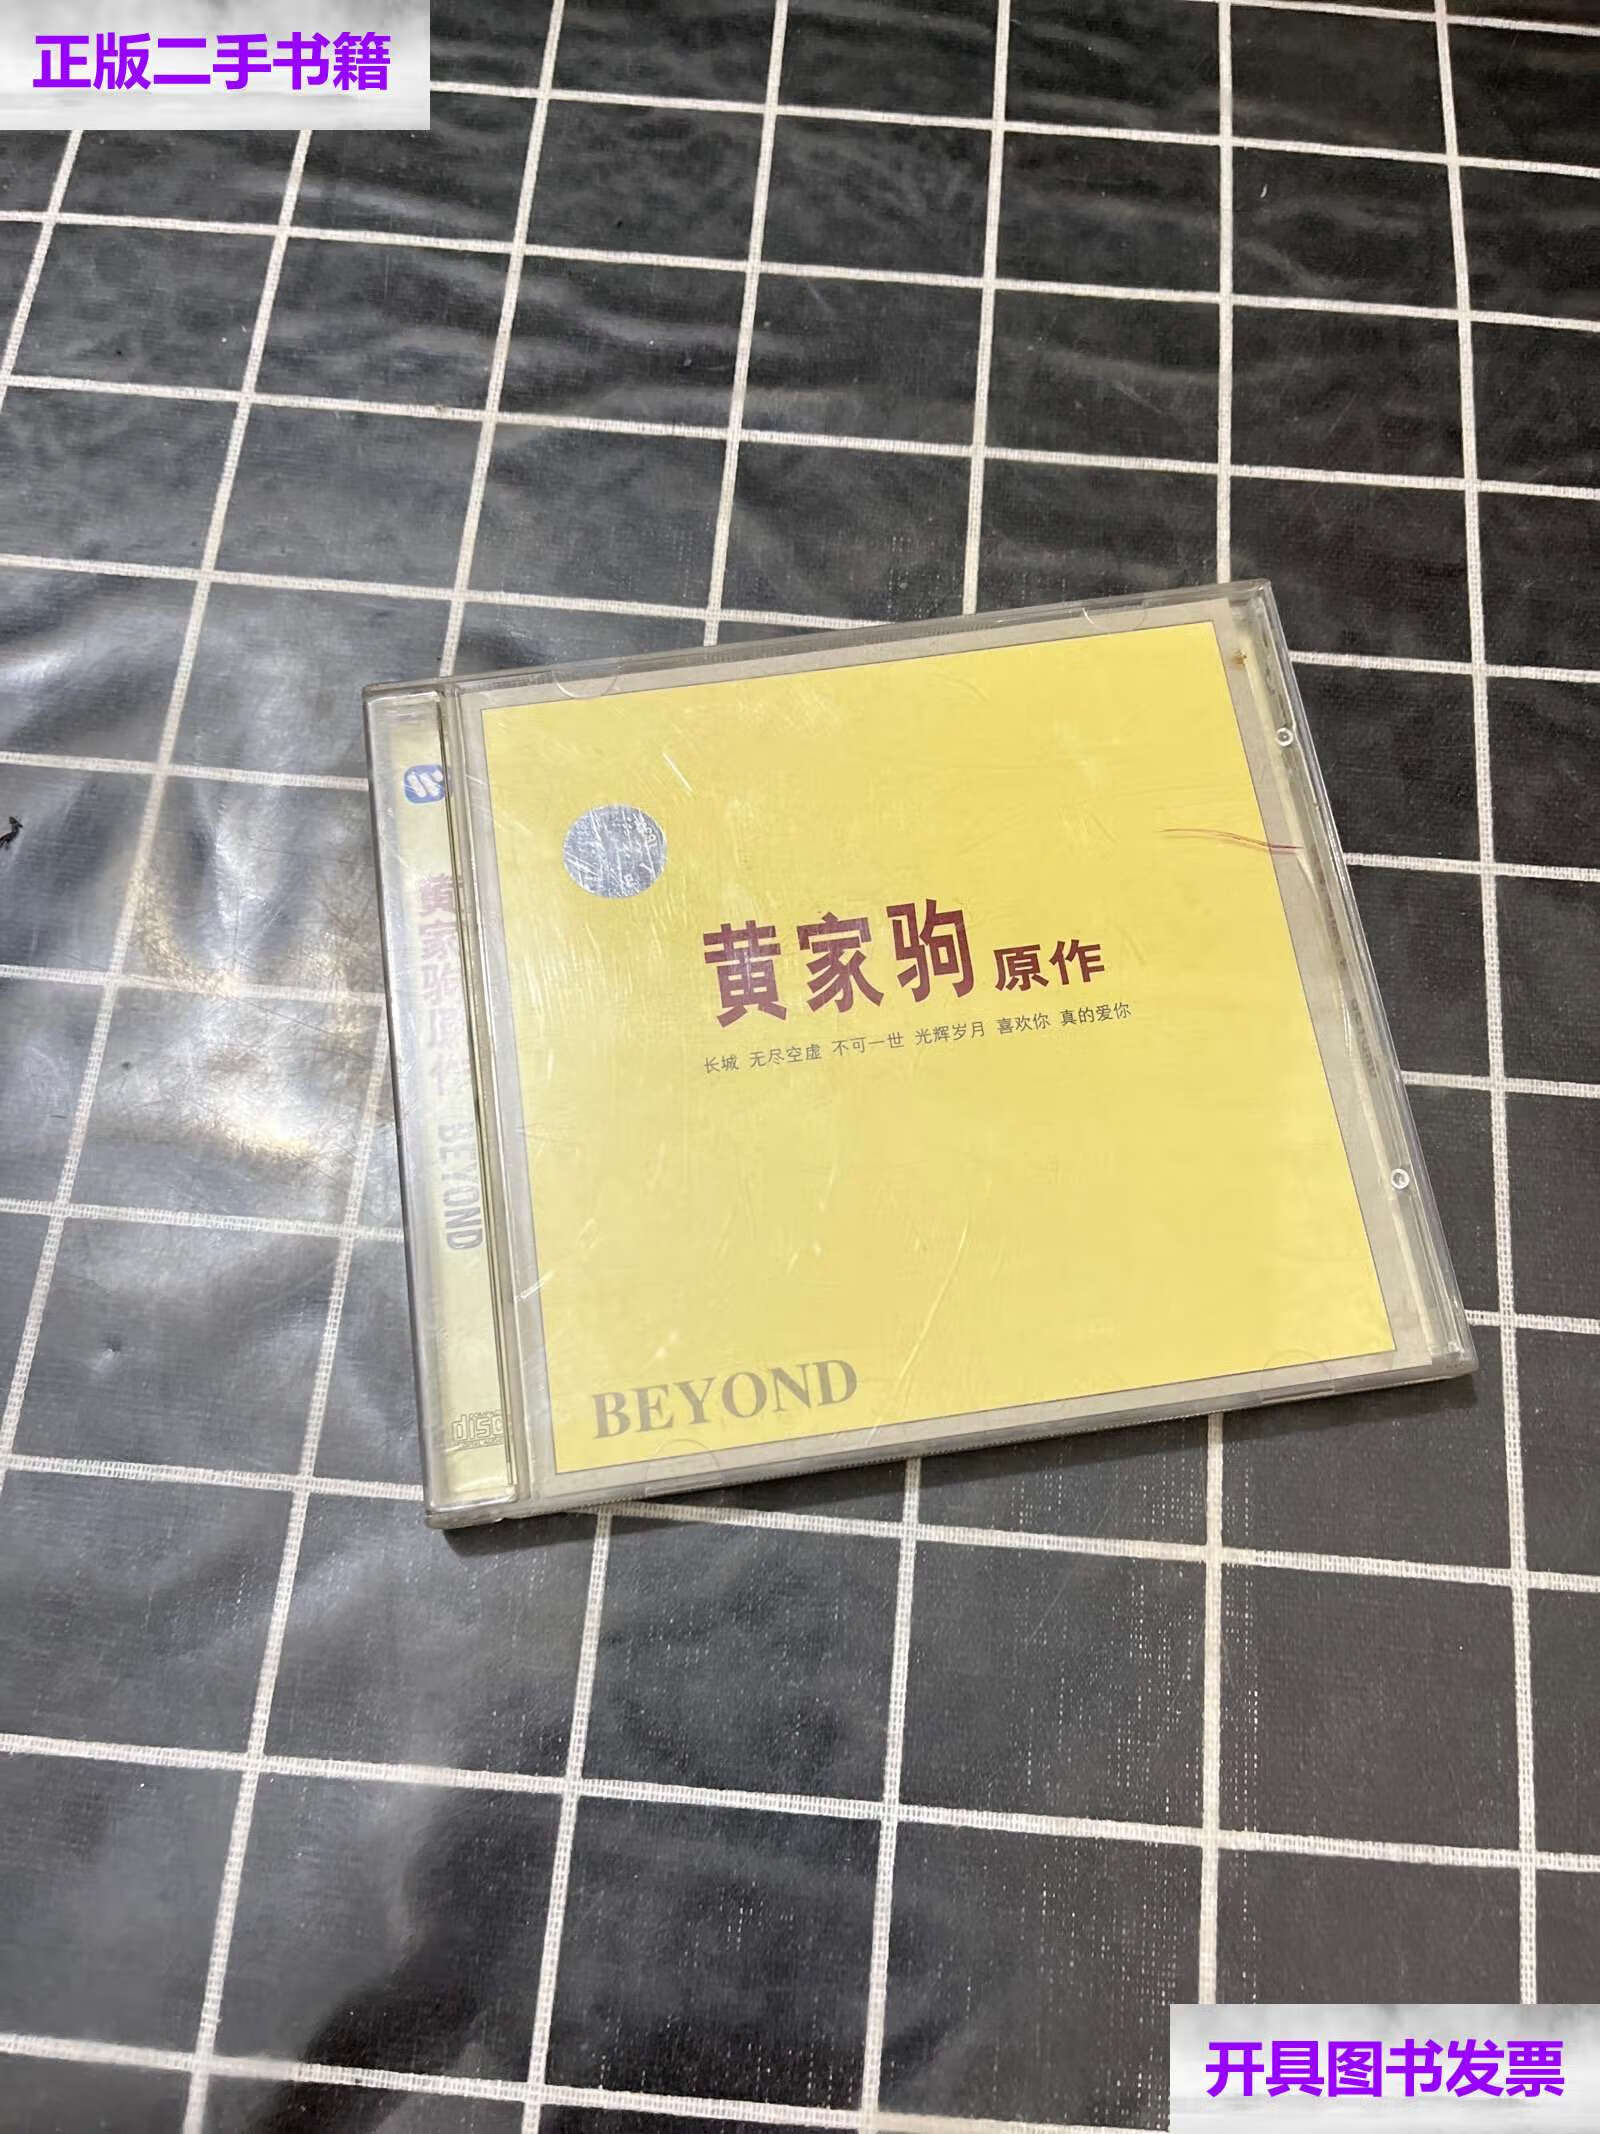 正版二手书籍
黄家驹 原作
长城 无尽空虚 不可一世 光辉岁月 喜欢你 真的爱你
BEYOND
黄家驹原作 BEYOND
disc
开具图书发票